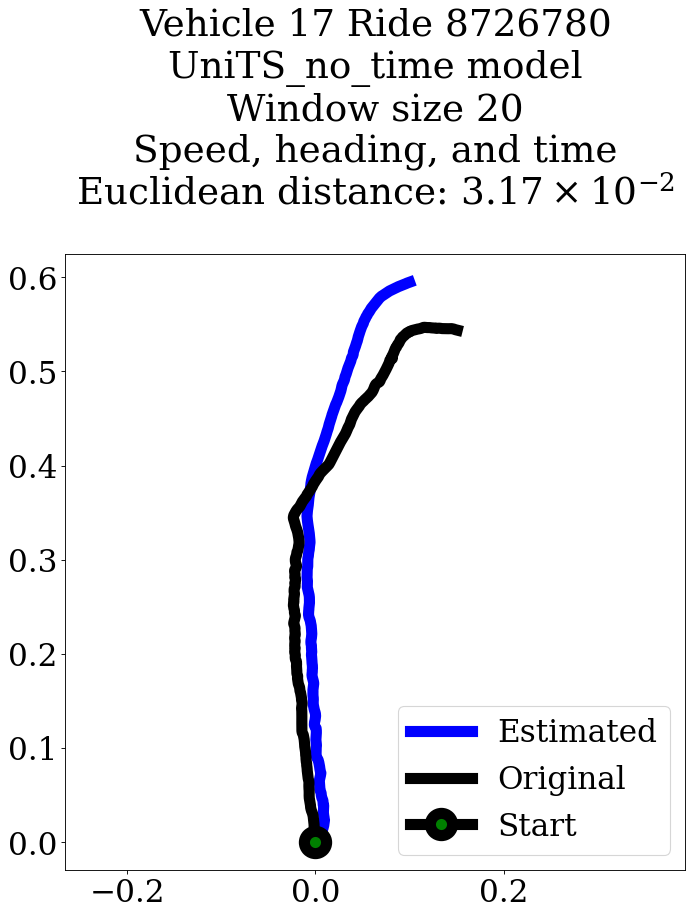 Vehicle 17 Ride 8726780
UniTS_no_time model
Window size 20
Speed, heading, and time
Euclidean distance: 3.17 × 10⁻²
0.6
0.5
0.4
0.3
0.2
0.1
0.0
Estimated
Original
Start
−0.2 0.0 0.2